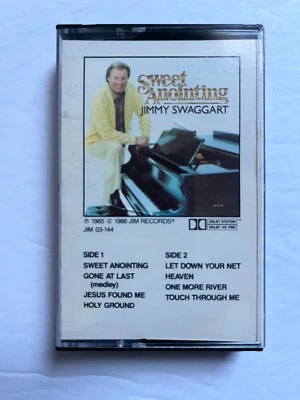 Sweet
Anointing
JIMMY SWAGGART
℗ 1985 © 1986 JIM RECORDS®
JIM 03-144
DOLBY SYSTEM
DOLBY HX PRO
SIDE 1
SWEET ANOINTING
GONE AT LAST
(medley)
JESUS FOUND ME
HOLY GROUND
SIDE 2
LET DOWN YOUR NET
HEAVEN
ONE MORE RIVER
TOUCH THROUGH ME